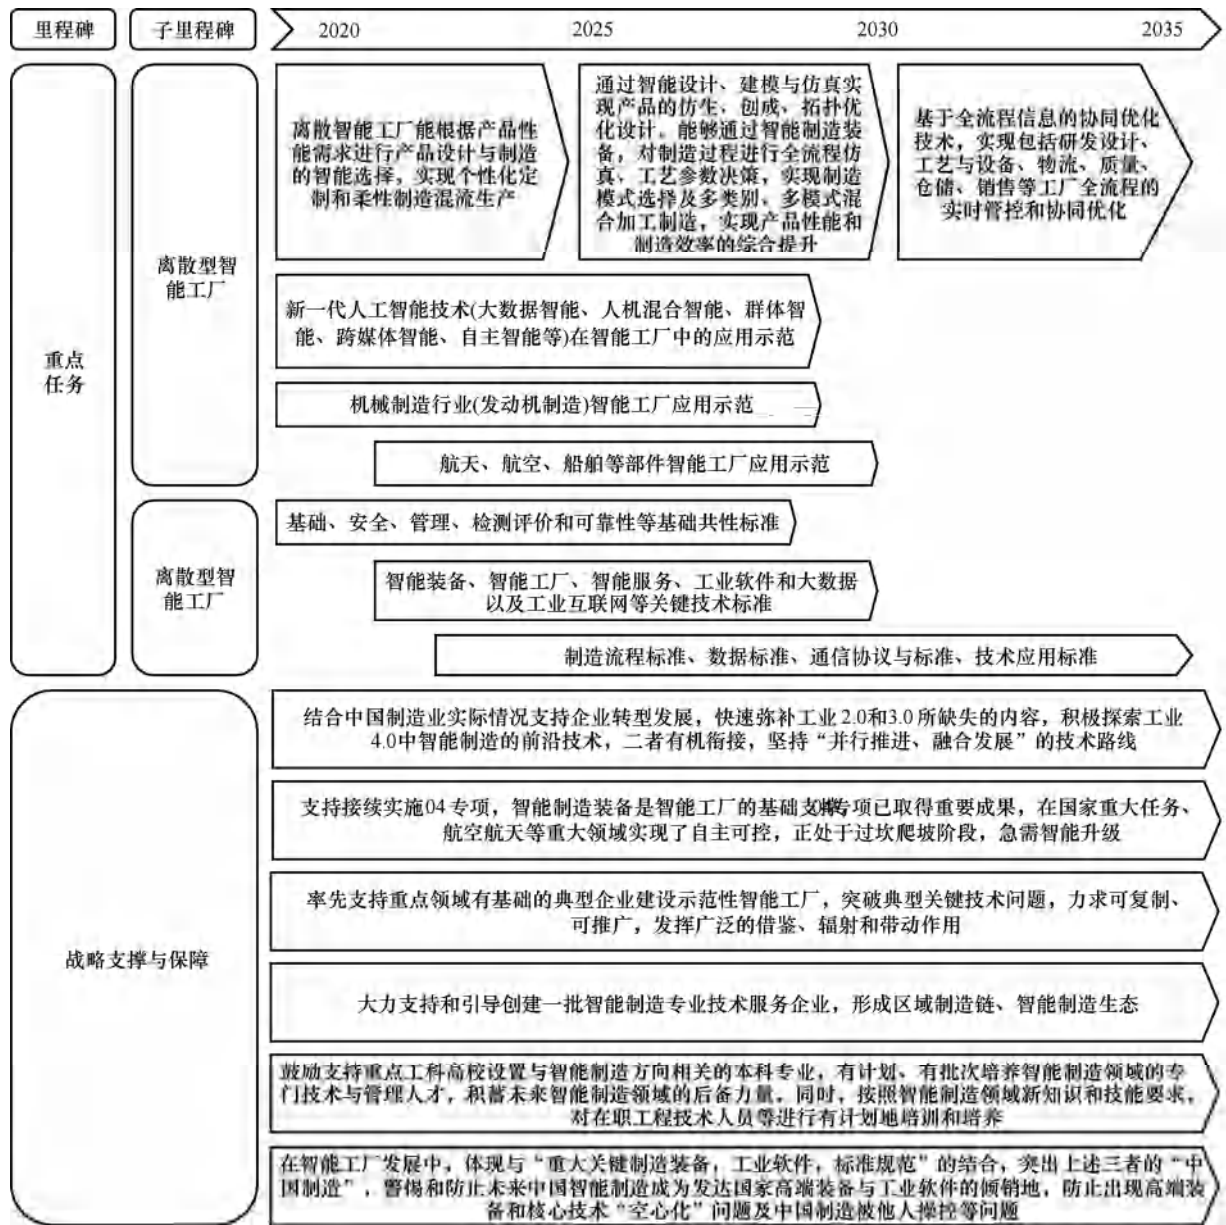 里程碑
子里程碑
2020
2025
2030
2035
重点
任务
离散型智
能工厂
离散智能工厂能根据产品性
能需求进行产品设计与制造
的智能选择，实现个性化定
制和柔性制造混流生产
通过智能设计、建模与仿真实
现产品的仿生、创成、拓扑优
化设计，能够通过智能制造装
备，对制造过程进行全流程仿
真、工艺参数决策，实现制造
模式选择及多类别、多模式混
合加工制造，实现产品性能和
制造效率的综合提升
基于全流程信息的协同优化
技术，实现包括研发设计、
工艺与设备、物流、质量、
仓储、销售等工厂全流程的
实时管控和协同优化
新一代人工智能技术(大数据智能、人机混合智能、群体智
能、跨媒体智能、自主智能等)在智能工厂中的应用示范
机械制造行业(发动机制造)智能工厂应用示范
航天、航空、船舶等部件智能工厂应用示范
离散型智
能工厂
基础、安全、管理、检测评价和可靠性等基础共性标准
智能装备、智能工厂、智能服务、工业软件和大数据
以及工业互联网等关键技术标准
制造流程标准、数据标准、通信协议与标准、技术应用标准
战略支撑与保障
结合中国制造业实际情况支持企业转型发展，快速弥补工业2.0和3.0所缺失的内容，积极探索工业
4.0中智能制造的前沿技术，二者有机衔接，坚持“并行推进、融合发展”的技术路线
支持接续实施04专项，智能制造装备是智能工厂的基础支撑，04专项已取得重要成果，在国家重大任务、
航空航天等重大领域实现了自主可控，正处于过坎爬坡阶段，急需智能升级
率先支持重点领域有基础的典型企业建设示范性智能工厂，突破典型关键技术问题，力求可复制、
可推广，发挥广泛的借鉴、辐射和带动作用
大力支持和引导创建一批智能制造专业技术服务企业，形成区域制造链、智能制造生态
鼓励支持重点工科高校设置与智能制造方向相关的本科专业，有计划、有批次培养智能制造领域的专
门技术与管理人才，积蓄未来智能制造领域的后备力量，同时，按照智能制造领域新知识和技能要求，
对在职工程技术人员等进行有计划地培训和培养
在智能工厂发展中，体现与“重大关键制造装备，工业软件，标准规范”的结合，突出上述三者的“中
国制造”，警惕和防止未来中国智能制造成为发达国家高端装备与工业软件的倾销地，防止出现高端装
备和核心技术“空心化”问题及中国制造被他人操控等问题